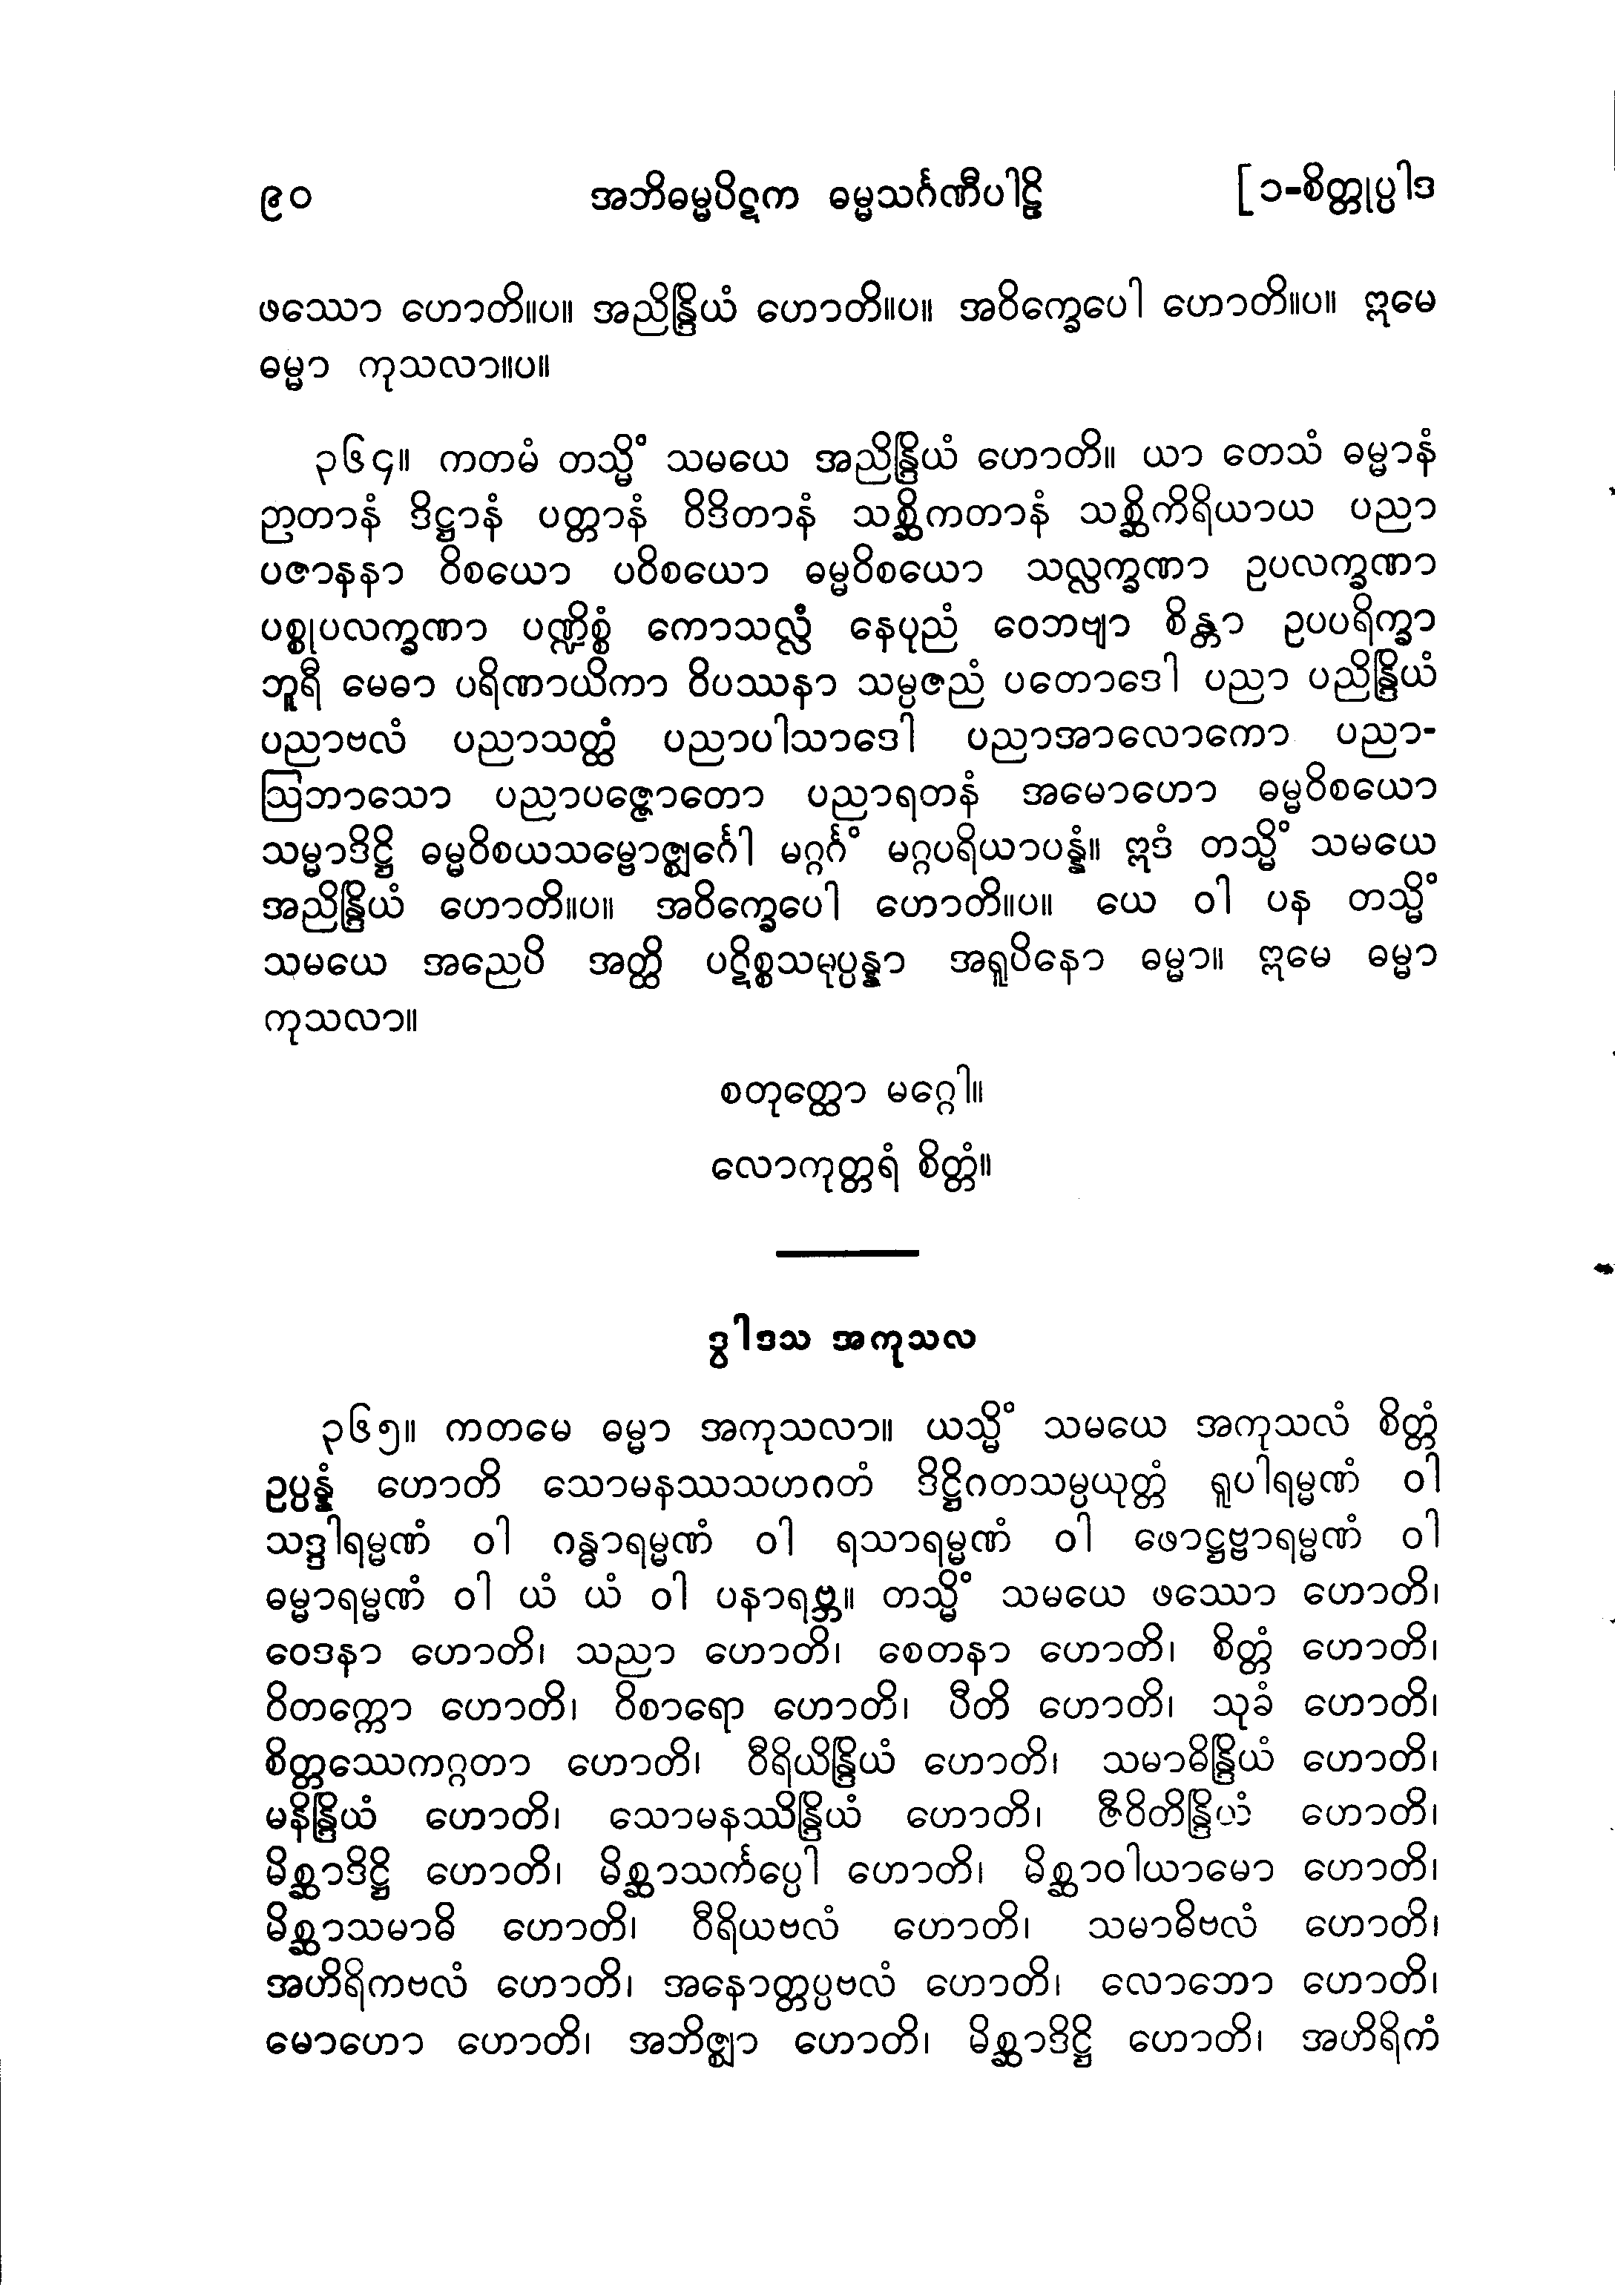 ၉၀ အဘိဓမ္မပိဋက ဓမ္မသင်္ဂဏီပါဠိ [ ၁-စိတ္တုပ္ပါဒ
ဖဿော ဟောတိ။ပ။ အညိန္ဒြိယံ ဟောတိ။ပ။ အဝိက္ခေပေါ ဟောတိ။ပ။ ဣမေ
ဓမ္မာ ကုသလာ။ပ။
၃၆၄။ ကတမံ တသ္မိံ သမယေ အညိန္ဒြိယံ ဟောတိ။ ယာ တေသံ ဓမ္မာနံ
ဉာတာနံ ဒိဋ္ဌာနံ ပတ္တာနံ ဝိဒိတာနံ သစ္ဆိကတာနံ သစ္ဆိကိရိယာယ ပညာ
ပဇာနနာ ဝိစယော ပဝိစယော ဓမ္မဝိစယော သလ္လက္ခဏာ ဥပလက္ခဏာ
ပစ္စုပလက္ခဏာ ပဏ္ဍိစ္စံ ကောသလ္လံ နေပုညံ ဝေဘဗျာ စိန္တာ ဥပပရိက္ခာ
ဘူရီ မေဓာ ပရိဏာယိကာ ဝိပဿနာ သမ္ပဇညံ ပတောဒေါ ပညာ ပညိန္ဒြိယံ
ပညာဗလံ ပညာသတ္ထံ ပညာပါသာဒေါ ပညာအာလောကော ပညာ-
ဩဘာသော ပညာပဇ္ဇောတော ပညာရတနံ အမောဟော ဓမ္မဝိစယော
သမ္မာဒိဋ္ဌိ ဓမ္မဝိစယသမ္ဗောဇ္ဈင်္ဂေါ မဂ္ဂင်္ဂံ မဂ္ဂပရိယာပန္နံ။ ဣဒံ တသ္မိံ သမယေ
အညိန္ဒြိယံ ဟောတိ။ပ။ အဝိက္ခေပေါ ဟောတိ။ပ။ ယေ ဝါ ပန တသ္မိံ
သမယေ အညေပိ အတ္ထိ ပဋိစ္စသမုပ္ပန္နာ အရူပိနော ဓမ္မာ။ ဣမေ ဓမ္မာ
ကုသလာ။
စတုတ္ထော မဂ္ဂေါ။
လောကုတ္တရံ စိတ္တံ။
ဒွါဒသ အကုသလ
၃၆၅။ ကတမေ ဓမ္မာ အကုသလာ။ ယသ္မိံ သမယေ အကုသလံ စိတ္တံ
ဥပ္ပန္နံ ဟောတိ သောမနဿသဟဂတံ ဒိဋ္ဌိဂတသမ္ပယုတ္တံ ရူပါရမ္မဏံ ဝါ
သဒ္ဒါရမ္မဏံ ဝါ ဂန္ဓာရမ္မဏံ ဝါ ရသာရမ္မဏံ ဝါ ဖောဋ္ဌဗ္ဗာရမ္မဏံ ဝါ
ဓမ္မာရမ္မဏံ ဝါ ယံ ယံ ဝါ ပနာရဗ္ဘ။ တသ္မိံ သမယေ ဖဿော ဟောတိ၊
ဝေဒနာ ဟောတိ၊ သညာ ဟောတိ၊ စေတနာ ဟောတိ၊ စိတ္တံ ဟောတိ၊
ဝိတက္ကော ဟောတိ၊ ဝိစာရော ဟောတိ၊ ပီတိ ဟောတိ၊ သုခံ ဟောတိ၊
စိတ္တဿေကဂ္ဂတာ ဟောတိ၊ ဝီရိယိန္ဒြိယံ ဟောတိ၊ သမာဓိန္ဒြိယံ ဟောတိ၊
မနိန္ဒြိယံ ဟောတိ၊ သောမနဿိန္ဒြိယံ ဟောတိ၊ ဇီဝိတိန္ဒြိယံ ဟောတိ၊
မိစ္ဆာဒိဋ္ဌိ ဟောတိ၊ မိစ္ဆာသင်္ကပ္ပေါ ဟောတိ၊ မိစ္ဆာဝါယာမော ဟောတိ၊
မိစ္ဆာသမာဓိ ဟောတိ၊ ဝီရိယဗလံ ဟောတိ၊ သမာဓိဗလံ ဟောတိ၊
အဟိရိကဗလံ ဟောတိ၊ အနောတ္တပ္ပဗလံ ဟောတိ၊ လောဘော ဟောတိ၊
မောဟော ဟောတိ၊ အဘိဇ္ဈာ ဟောတိ၊ မိစ္ဆာဒိဋ္ဌိ ဟောတိ၊ အဟိရိကံ